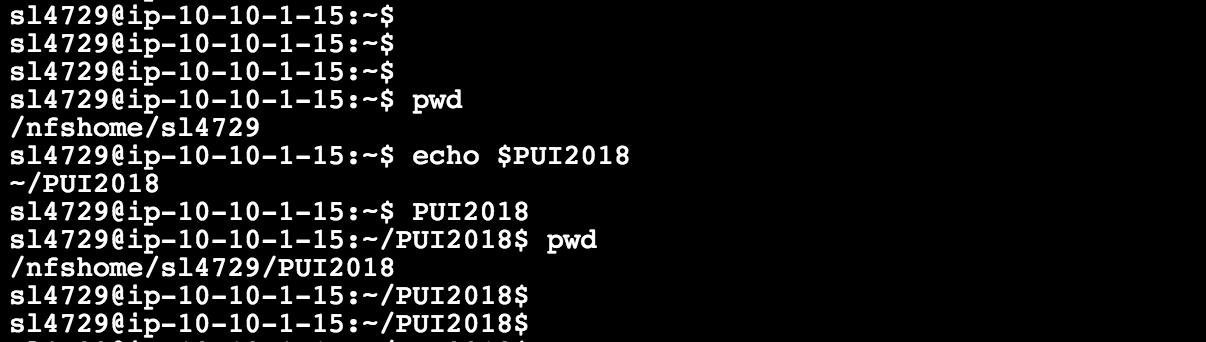 sl4729@ip-10-10-1-15:~$
sl4729@ip-10-10-1-15:~$
sl4729@ip-10-10-1-15:~$
sl4729@ip-10-10-1-15:~$ pwd
/nfshome/sl4729
sl4729@ip-10-10-1-15:~$ echo $PUI2018
~/PUI2018
sl4729@ip-10-10-1-15:~$ PUI2018
sl4729@ip-10-10-1-15:~/PUI2018$ pwd
/nfshome/sl4729/PUI2018
sl4729@ip-10-10-1-15:~/PUI2018$
sl4729@ip-10-10-1-15:~/PUI2018$